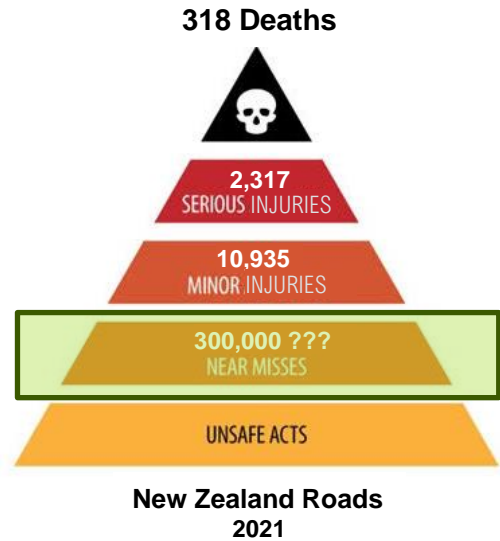 318 Deaths
2,317
SERIOUS INJURIES
10,935
MINOR INJURIES
300,000 ???
NEAR MISSES
UNSAFE ACTS
New Zealand Roads
2021